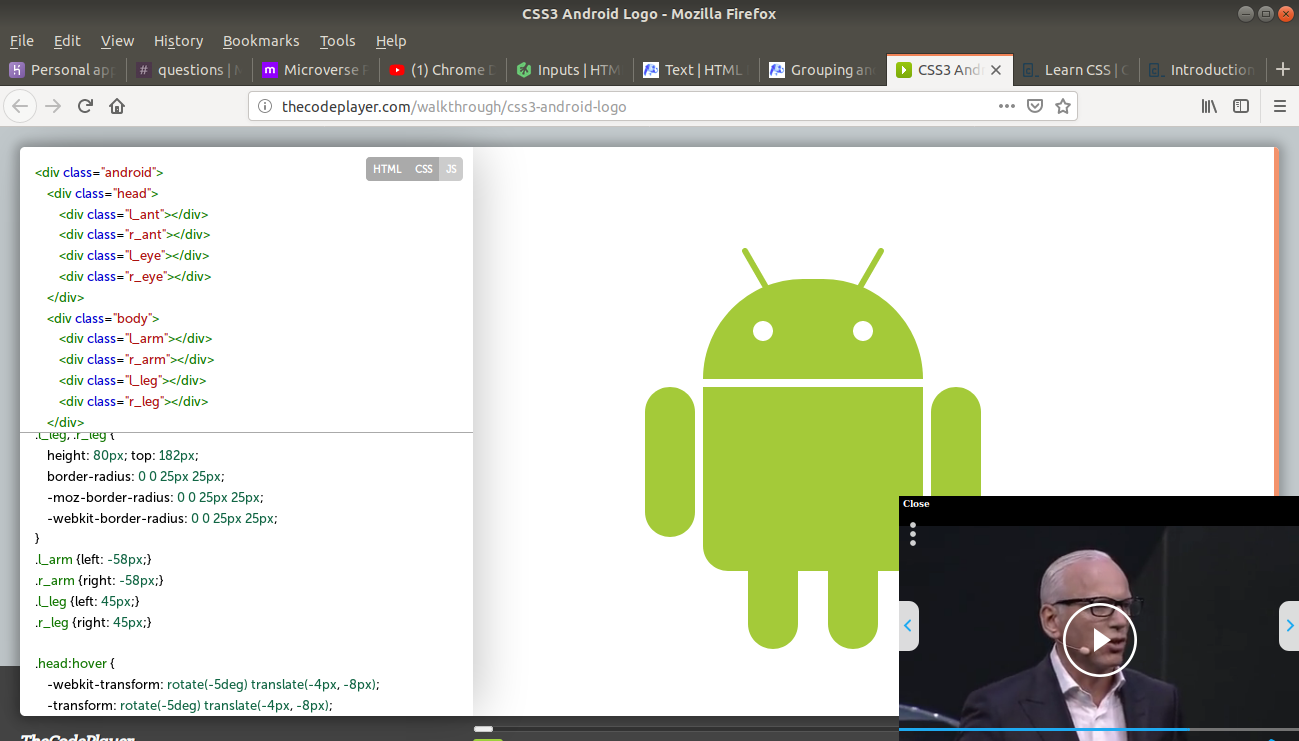 CSS3 Android Logo - Mozilla Firefox
File Edit View History Bookmarks Tools Help
Personal app # questions | M Microverse (1) Chrome D Inputs | HTM Text | HTML Grouping an CSS3 And Learn CSS | C Introduction
thecodeplayer.com/walkthrough/css3-android-logo
HTML CSS JS
<div class="android">
<div class="head">
<div class="l_ant"></div>
<div class="r_ant"></div>
<div class="l_eye"></div>
<div class="r_eye"></div>
</div>
<div class="body">
<div class="l_arm"></div>
<div class="r_arm"></div>
<div class="l_leg"></div>
<div class="r_leg"></div>
</div>
.l_leg, .r_leg {
height: 80px; top: 182px;
border-radius: 0 0 25px 25px;
-moz-border-radius: 0 0 25px 25px;
-webkit-border-radius: 0 0 25px 25px;
}
.l_arm {left: -58px;}
.r_arm {right: -58px;}
.l_leg {left: 45px;}
.r_leg {right: 45px;}
.head:hover {
-webkit-transform: rotate(-5deg) translate(-4px, -8px);
-transform: rotate(-5deg) translate(-4px, -8px);
Close
TheCodePlayer